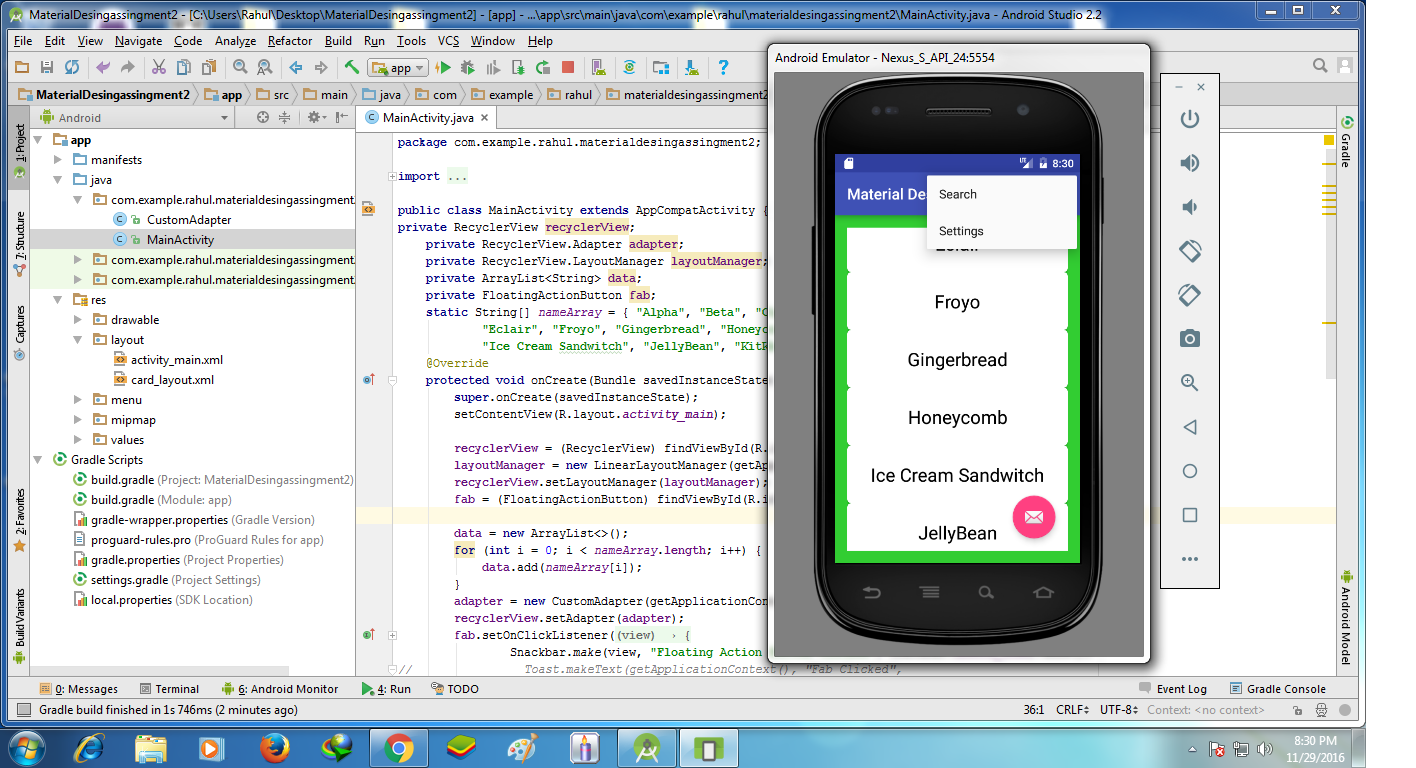 MaterialDesingassingment2 - [C:\Users\Rahul\Desktop\MaterialDesingassingment2] - [app] - ...\app\src\main\java\com\example\rahul\materialdesingassingment2\MainActivity.java - Android Studio 2.2
File Edit View Navigate Code Analyze Refactor Build Run Tools VCS Window Help
app
MaterialDesingassingment2 app src main java com example rahul materialdesingassingment2
Android
MainActivity.java
1: Project
7: Structure
Captures
2: Favorites
Build Variants
app
manifests
java
com.example.rahul.materialdesingassingment
CustomAdapter
MainActivity
com.example.rahul.materialdesingassingment
com.example.rahul.materialdesingassingment
res
drawable
layout
activity_main.xml
card_layout.xml
menu
mipmap
values
Gradle Scripts
build.gradle (Project: MaterialDesingassingment2)
build.gradle (Module: app)
gradle-wrapper.properties (Gradle Version)
proguard-rules.pro (ProGuard Rules for app)
gradle.properties (Project Properties)
settings.gradle (Project Settings)
local.properties (SDK Location)
package com.example.rahul.materialdesingassingment2;
import ...
public class MainActivity extends AppCompatActivity {
private RecyclerView recyclerView;
private RecyclerView.Adapter adapter;
private RecyclerView.LayoutManager layoutManager;
private ArrayList<String> data;
private FloatingActionButton fab;
static String[] nameArray = { "Alpha", "Beta", "C
"Eclair", "Froyo", "Gingerbread", "Honeyc
"Ice Cream Sandwitch", "JellyBean", "KitK
@Override
protected void onCreate(Bundle savedInstanceState
super.onCreate(savedInstanceState);
setContentView(R.layout.activity_main);
recyclerView = (RecyclerView) findViewById(R.
layoutManager = new LinearLayoutManager(getAp
recyclerView.setLayoutManager(layoutManager);
fab = (FloatingActionButton) findViewById(R.i
data = new ArrayList<>();
for (int i = 0; i < nameArray.length; i++) {
data.add(nameArray[i]);
}
adapter = new CustomAdapter(getApplicationCon
recyclerView.setAdapter(adapter);
fab.setOnClickListener((view) → {
Snackbar.make(view, "Floating Action
// Toast.makeText(getApplicationContext(), "Fab Clicked",
Android Emulator - Nexus_S_API_24:5554
LTE 8:30
Material De
Search
Settings
Eclair
Froyo
Gingerbread
Honeycomb
Ice Cream Sandwitch
JellyBean
Gradle
Android Model
0: Messages Terminal 6: Android Monitor 4: Run TODO Event Log Gradle Console
Gradle build finished in 1s 746ms (2 minutes ago) 36:1 CRLF UTF-8 Context: <no context>
8:30 PM
11/29/2016